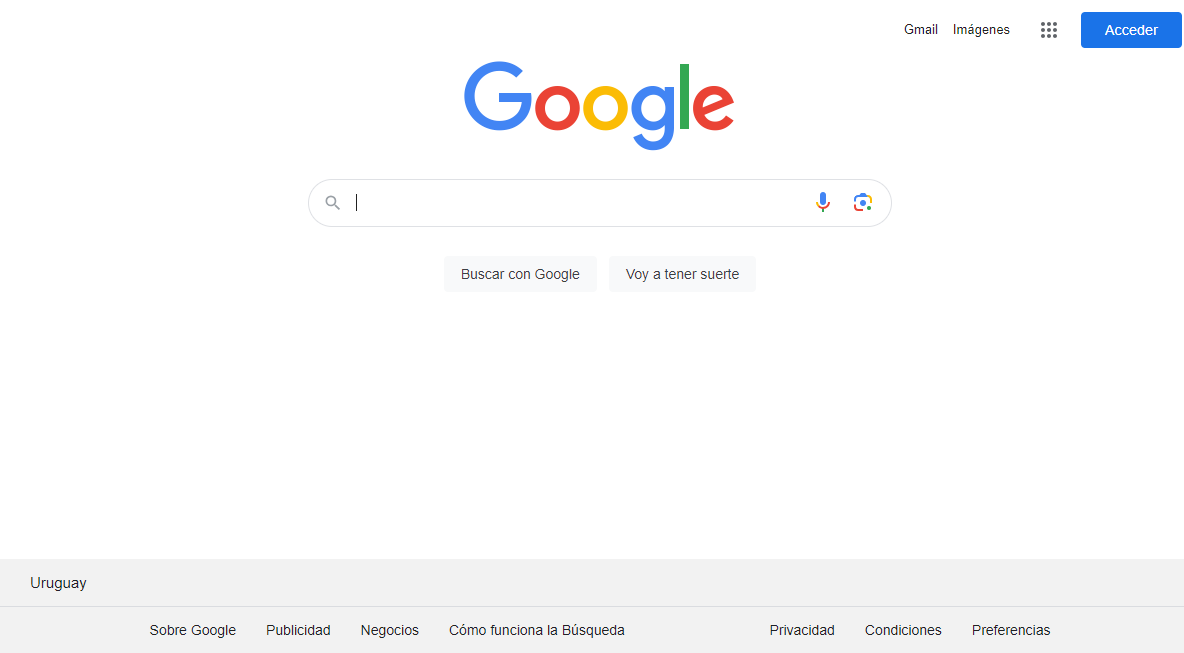 Gmail Imágenes Acceder
Google
Buscar con Google Voy a tener suerte
Uruguay
Sobre Google Publicidad Negocios Cómo funciona la Búsqueda Privacidad Condiciones Preferencias